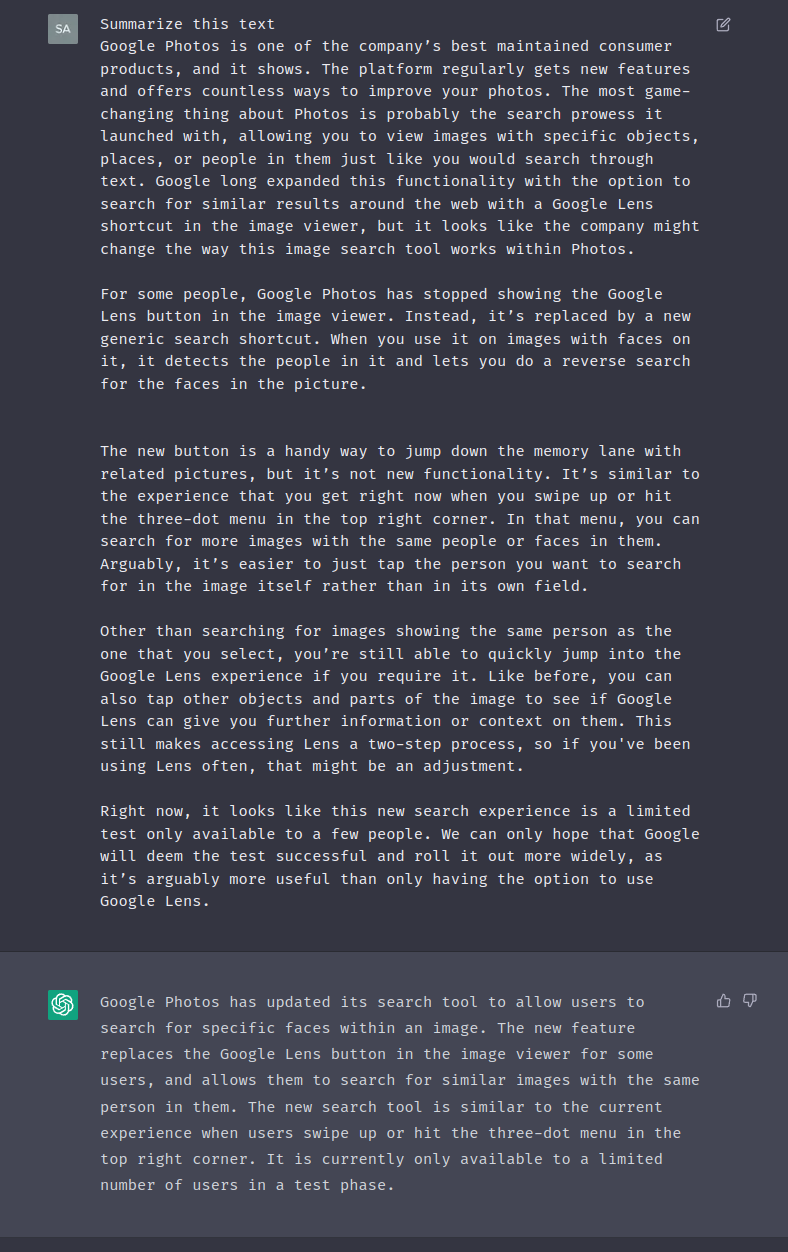 SA
Summarize this text
Google Photos is one of the company’s best maintained consumer
products, and it shows. The platform regularly gets new features
and offers countless ways to improve your photos. The most game-
changing thing about Photos is probably the search prowess it
launched with, allowing you to view images with specific objects,
places, or people in them just like you would search through
text. Google long expanded this functionality with the option to
search for similar results around the web with a Google Lens
shortcut in the image viewer, but it looks like the company might
change the way this image search tool works within Photos.
For some people, Google Photos has stopped showing the Google
Lens button in the image viewer. Instead, it’s replaced by a new
generic search shortcut. When you use it on images with faces on
it, it detects the people in it and lets you do a reverse search
for the faces in the picture.
The new button is a handy way to jump down the memory lane with
related pictures, but it’s not new functionality. It’s similar to
the experience that you get right now when you swipe up or hit
the three-dot menu in the top right corner. In that menu, you can
search for more images with the same people or faces in them.
Arguably, it’s easier to just tap the person you want to search
for in the image itself rather than in its own field.
Other than searching for images showing the same person as the
one that you select, you’re still able to quickly jump into the
Google Lens experience if you require it. Like before, you can
also tap other objects and parts of the image to see if Google
Lens can give you further information or context on them. This
still makes accessing Lens a two-step process, so if you've been
using Lens often, that might be an adjustment.
Right now, it looks like this new search experience is a limited
test only available to a few people. We can only hope that Google
will deem the test successful and roll it out more widely, as
it’s arguably more useful than only having the option to use
Google Lens.
Google Photos has updated its search tool to allow users to
search for specific faces within an image. The new feature
replaces the Google Lens button in the image viewer for some
users, and allows them to search for similar images with the same
person in them. The new search tool is similar to the current
experience when users swipe up or hit the three-dot menu in the
top right corner. It is currently only available to a limited
number of users in a test phase.